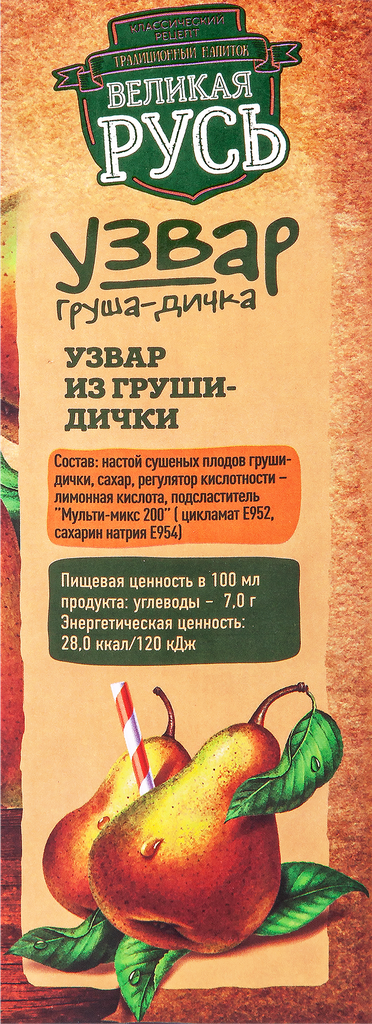 КЛАССИЧЕСКИЙ
РЕЦЕПТ
ТРАДИЦИОННЫЙ НАПИТОК
ВЕЛИКАЯ
РУСЬ
узвар
груша-дичка
УЗВАР
ИЗ ГРУШИ-
ДИЧКИ
Состав: настой сушеных плодов груши-
дички, сахар, регулятор кислотности –
лимонная кислота, подсластитель
"Мульти-микс 200" ( цикламат Е952,
сахарин натрия Е954)
Пищевая ценность в 100 мл
продукта: углеводы – 7,0 г
Энергетическая ценность:
28,0 ккал/120 кДж